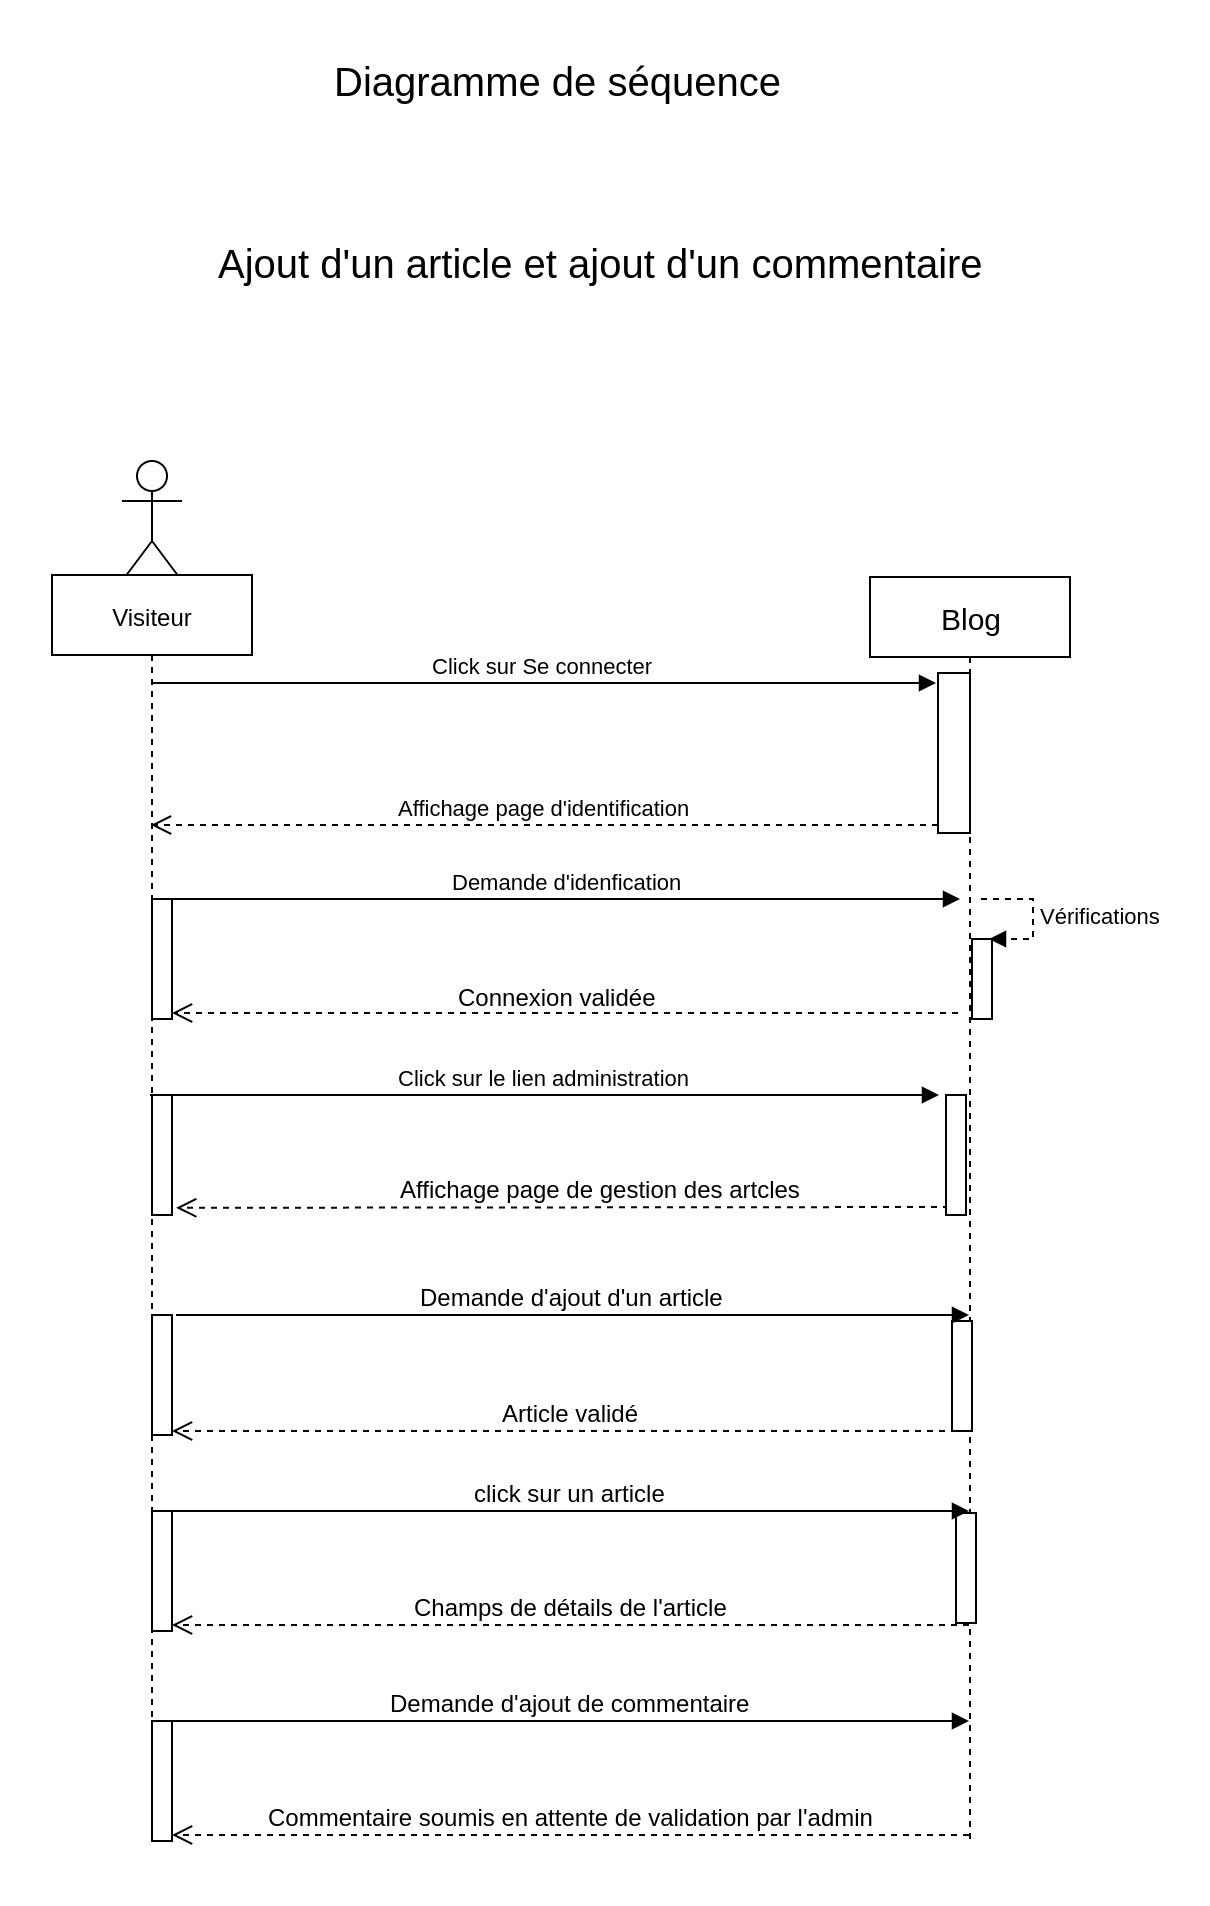 Diagramme de séquence
Ajout d'un article et ajout d'un commentaire
Visiteur
Blog
Click sur Se connecter
Affichage page d'identification
Demande d'idenfication
Vérifications
Connexion validée
Click sur le lien administration
Affichage page de gestion des artcles
Demande d'ajout d'un article
Article validé
click sur un article
Champs de détails de l'article
Demande d'ajout de commentaire
Commentaire soumis en attente de validation par l'admin